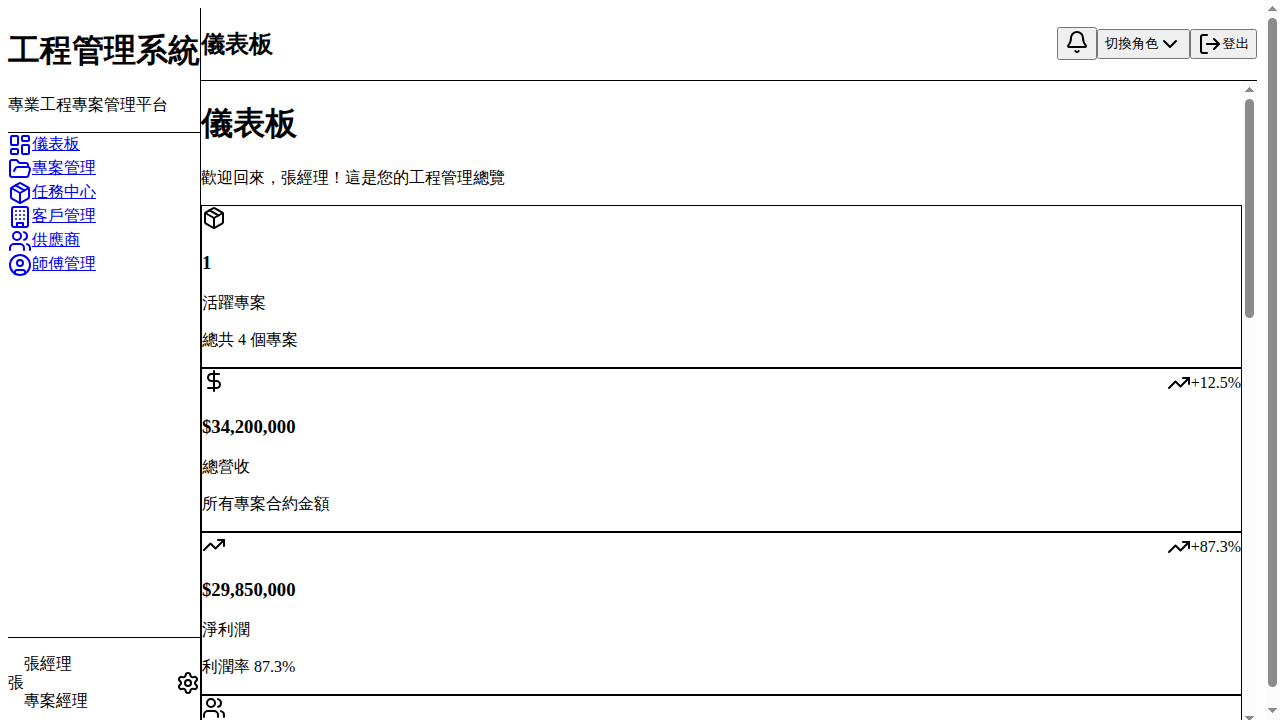 工程管理系統
專業工程專案管理平台
儀表板
專案管理
任務中心
客戶管理
供應商
師傅管理
張
張經理
專案經理
儀表板
切換角色
登出
儀表板
歡迎回來，張經理！這是您的工程管理總覽
1
活躍專案
總共 4 個專案
+12.5%
$34,200,000
總營收
所有專案合約金額
+87.3%
$29,850,000
淨利潤
利潤率 87.3%